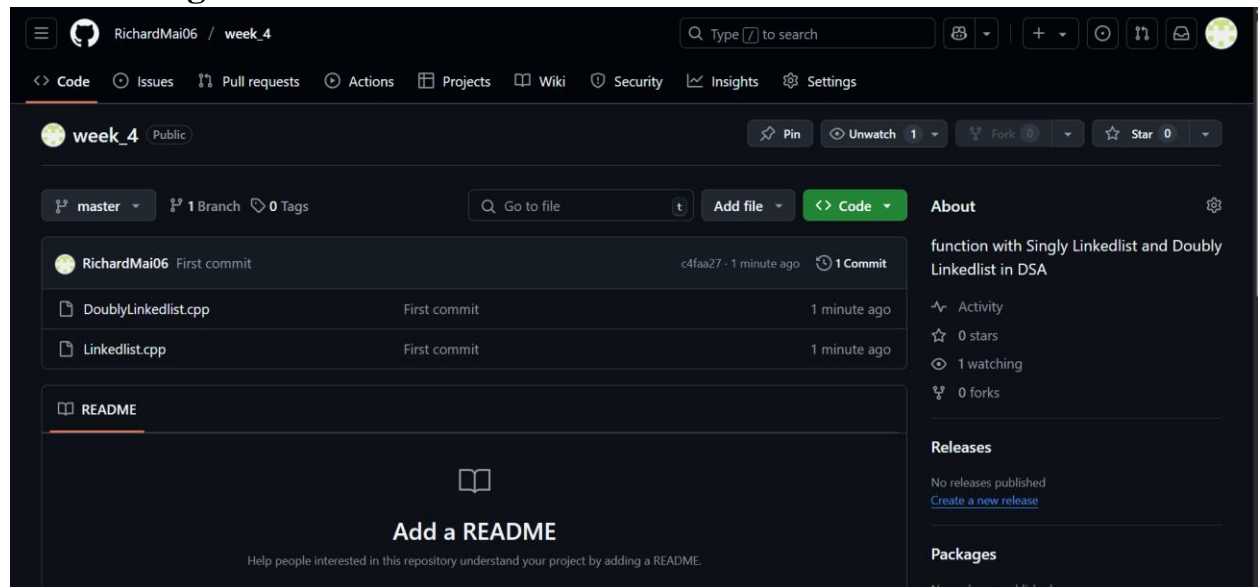 RichardMai06 / week_4
Type / to search
<> Code Issues Pull requests Actions Projects Wiki Security Insights Settings
week_4 Public
Pin Unwatch 1 Fork 0 Star 0
master 1 Branch 0 Tags Go to file t Add file <> Code
RichardMai06 First commit c4faa27 · 1 minute ago 1 Commit
DoublyLinkedlist.cpp First commit 1 minute ago
Linkedlist.cpp First commit 1 minute ago
README
Add a README
Help people interested in this repository understand your project by adding a README.
About
function with Singly Linkedlist and Doubly
Linkedlist in DSA
Activity
0 stars
1 watching
0 forks
Releases
No releases published
Create a new release
Packages